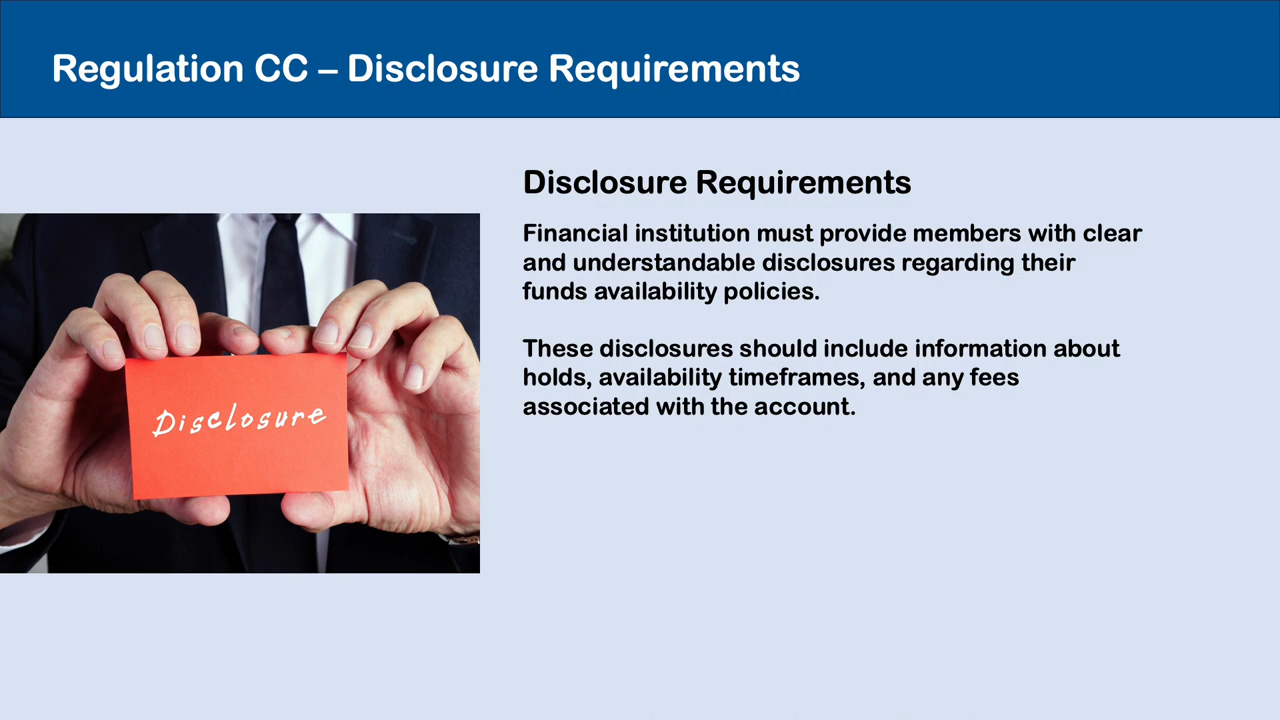 Regulation CC – Disclosure Requirements
Disclosure Requirements
Financial institution must provide members with clear
and understandable disclosures regarding their
funds availability policies.
These disclosures should include information about
holds, availability timeframes, and any fees
associated with the account.
Disclosure